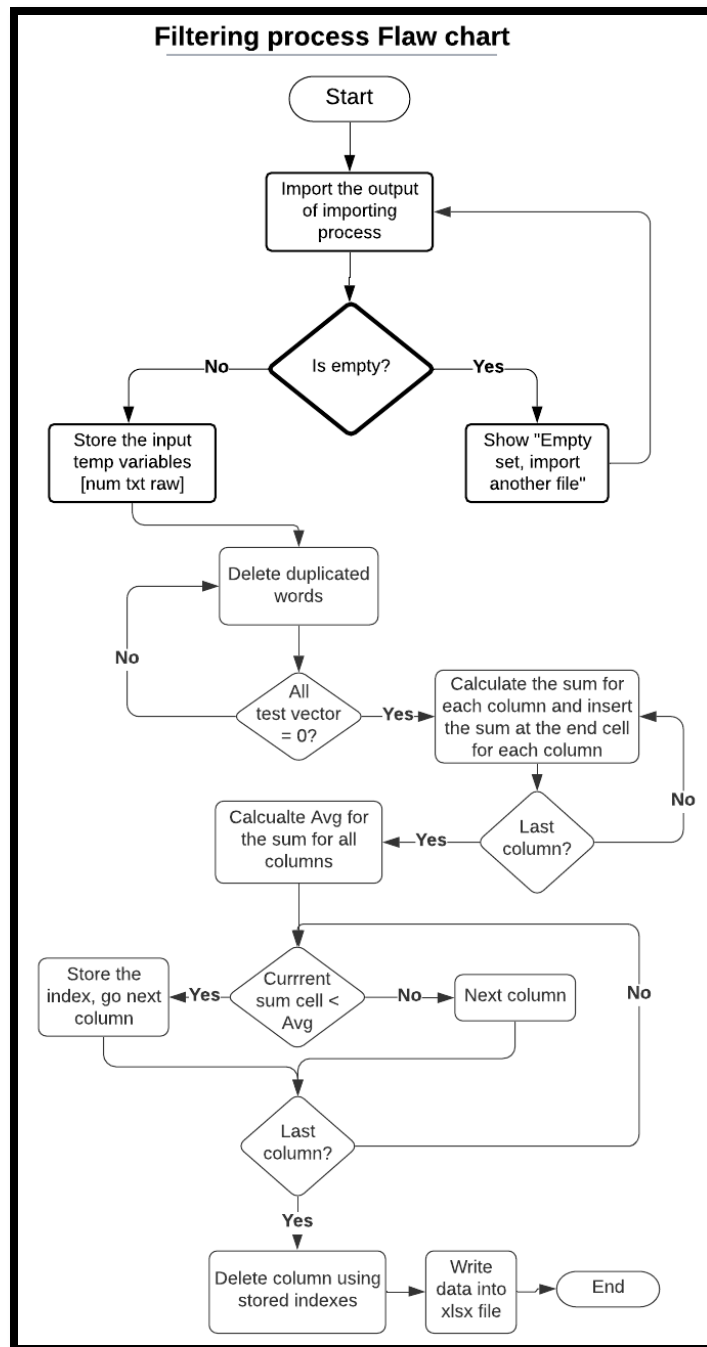 Filtering process Flaw chart
Start
Import the output
of importing
process
Is empty?
No
Yes
Store the input
temp variables
[num txt raw]
Show "Empty
set, import
another file"
Delete duplicated
words
No
All
test vector
= 0?
Yes
Calculate the sum for
each column and insert
the sum at the end cell
for each column
No
Last
column?
Yes
Calcualte Avg for
the sum for all
columns
Currrent
sum cell <
Avg
Yes
Store the
index, go next
column
No
Next column
No
Last
column?
Yes
Delete column using
stored indexes
Write
data into
xlsx file
End